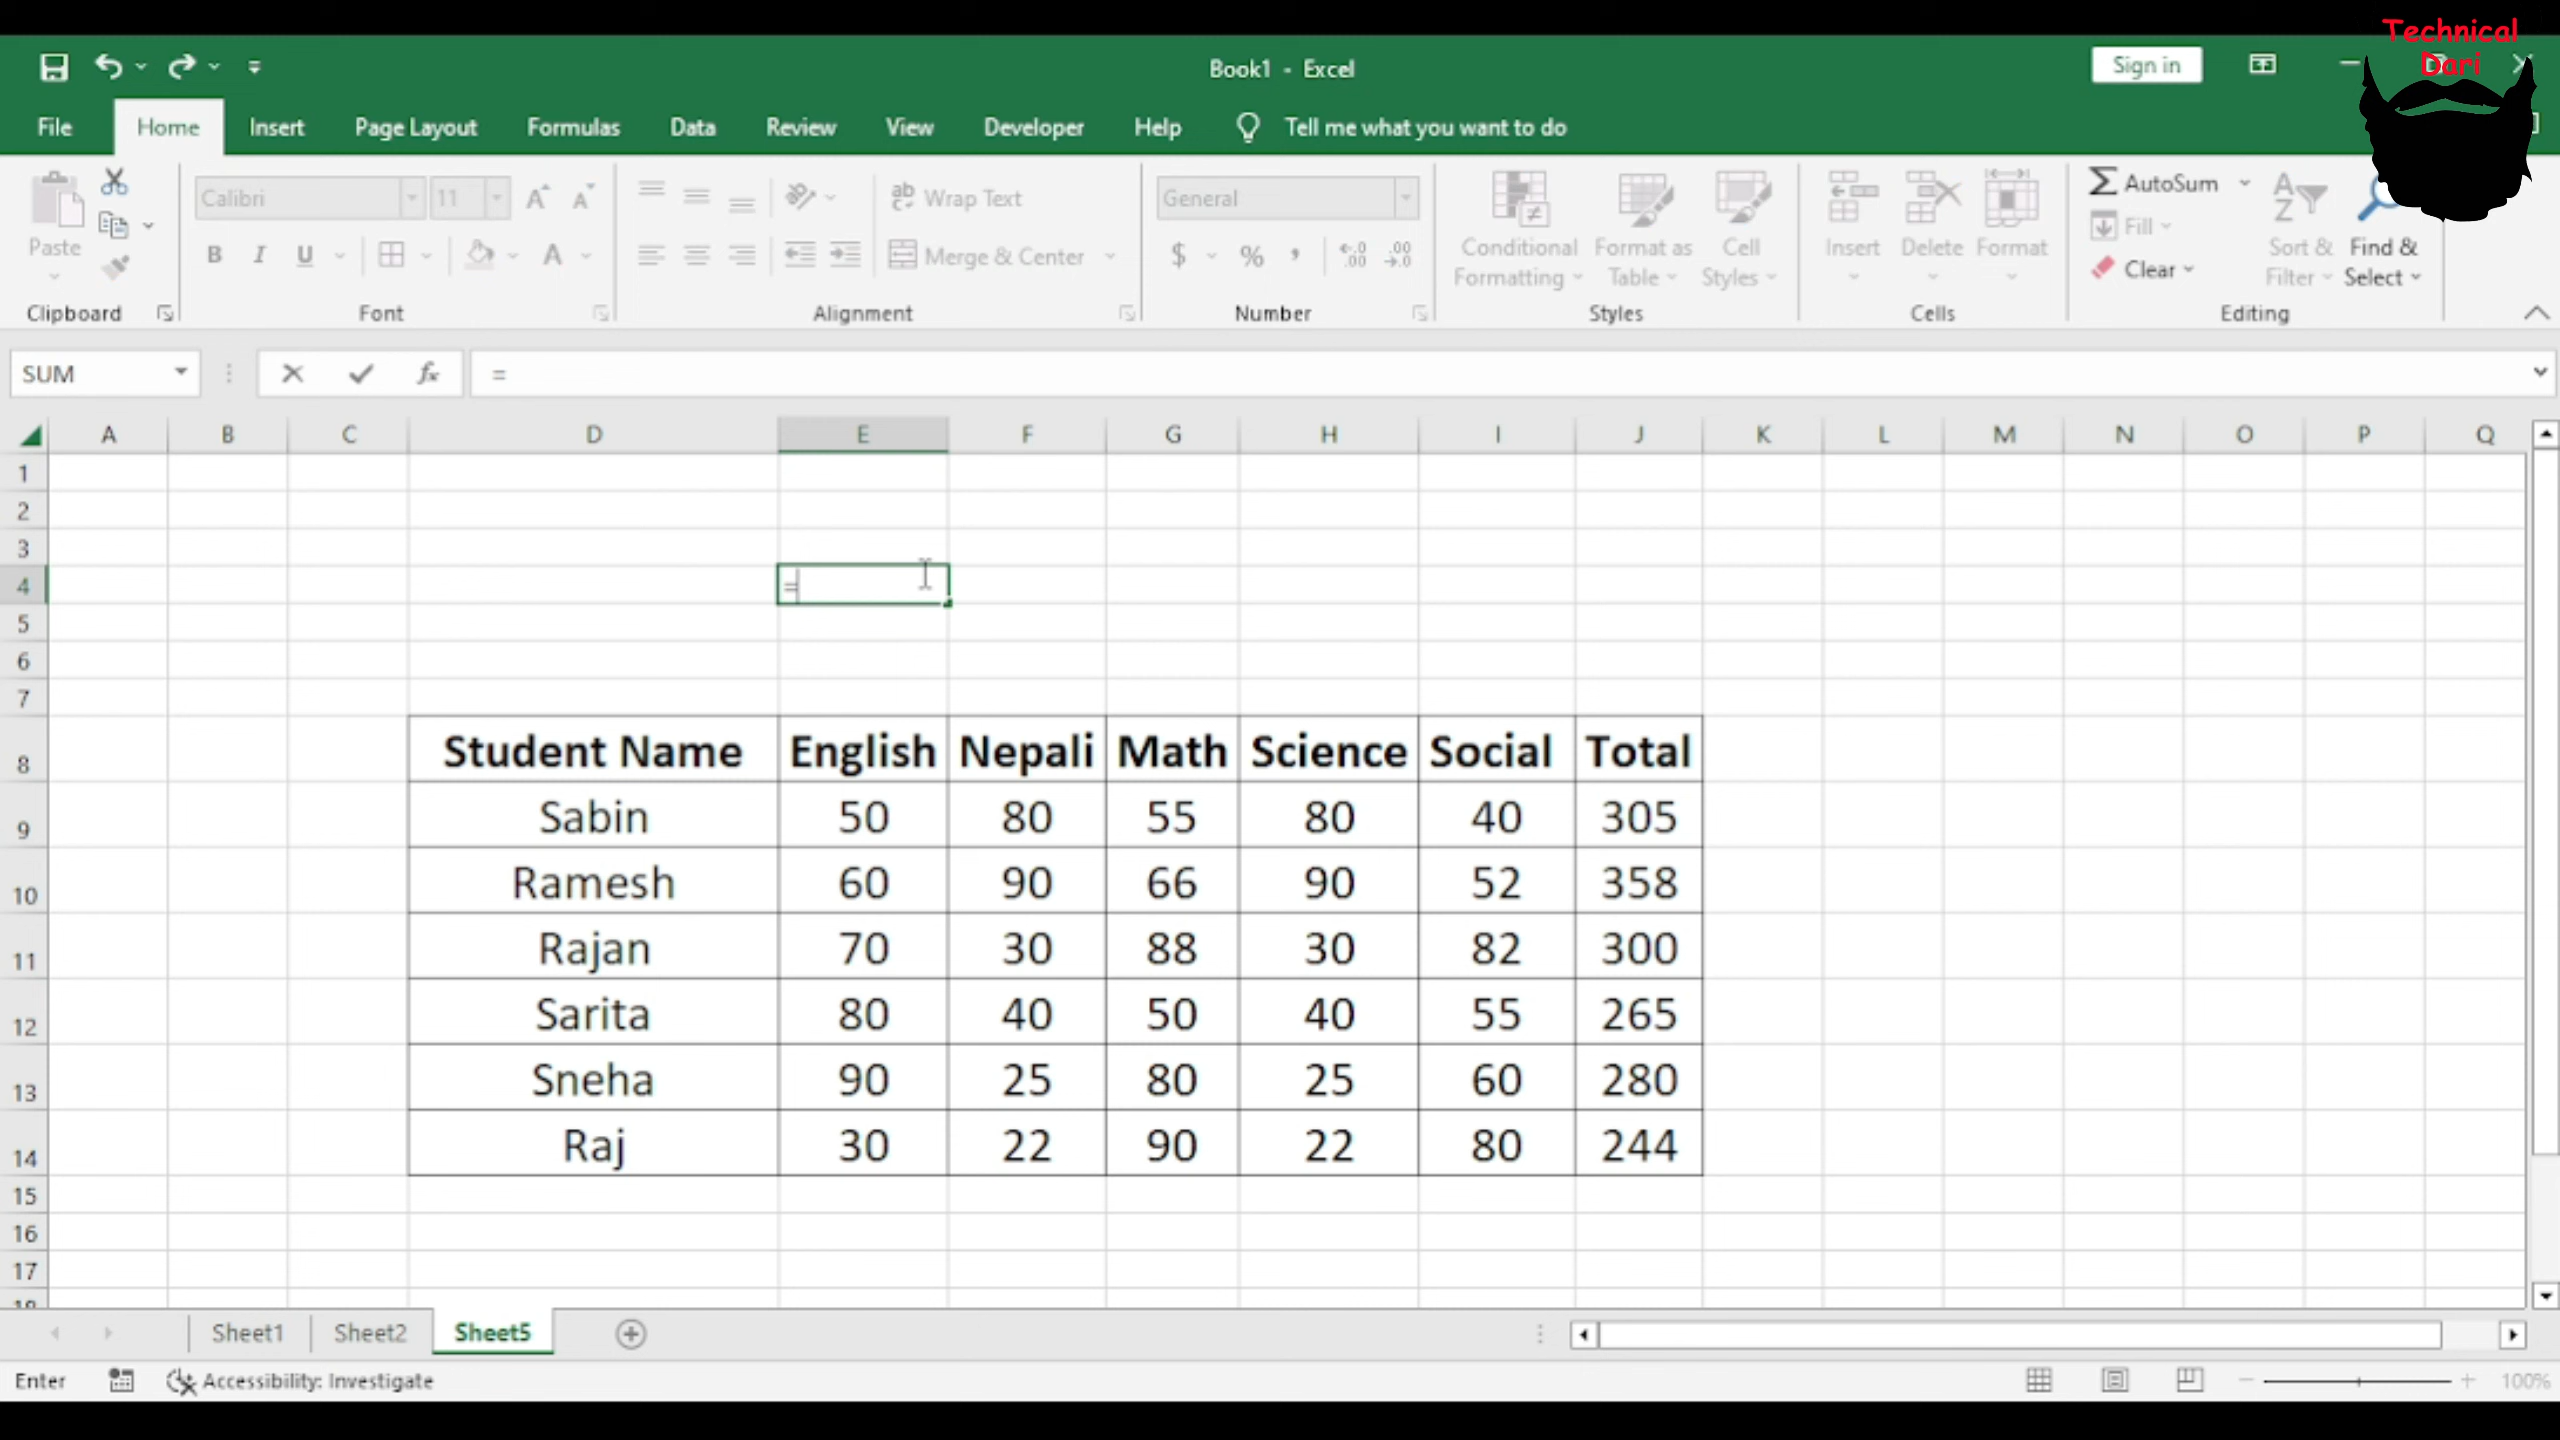 Technical
Dari
Book1 - Excel
Sign in
File Home Insert Page Layout Formulas Data Review View Developer Help Tell me what you want to do
Paste
Clipboard
Calibri 11
B I U A
Font
Wrap Text
Merge & Center
Alignment
General
$ % ,
Number
Conditional Formatting
Format as Table
Cell Styles
Styles
Insert Delete Format
Cells
AutoSum
Fill
Clear
Sort & Filter
Find & Select
Editing
SUM fx =
A B C D E F G H I J K L M N O P Q
1
2
3
4 =
5
6
7
8 Student Name English Nepali Math Science Social Total
9 Sabin 50 80 55 80 40 305
10 Ramesh 60 90 66 90 52 358
11 Rajan 70 30 88 30 82 300
12 Sarita 80 40 50 40 55 265
13 Sneha 90 25 80 25 60 280
14 Raj 30 22 90 22 80 244
15
16
17
18
Sheet1 Sheet2 Sheet5
Enter Accessibility: Investigate 100%